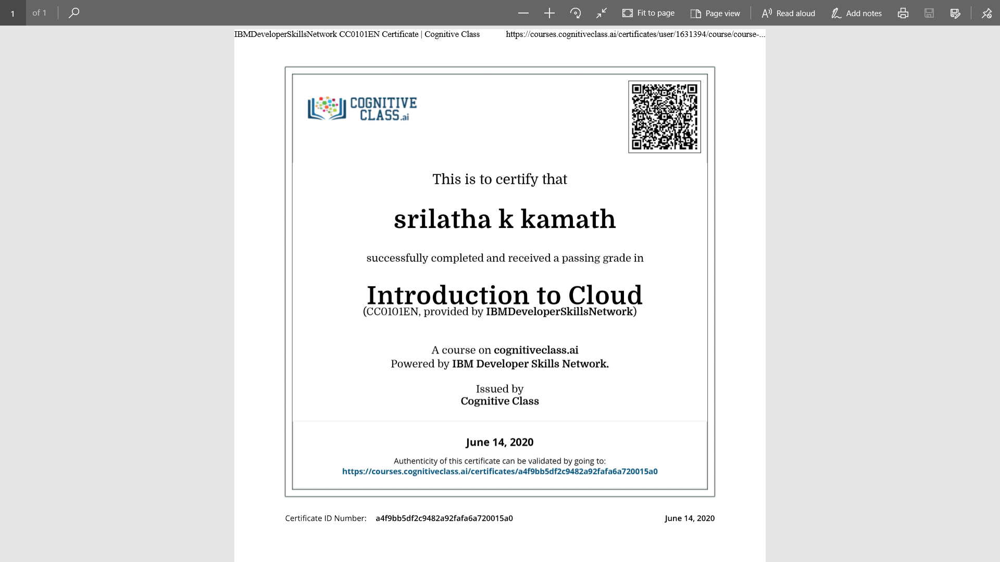 1 of 1 Fit to page Page view Read aloud Add notes
IBMDeveloperSkillsNetwork CC0101EN Certificate | Cognitive Class https://courses.cognitiveclass.ai/certificates/user/1631394/course/course-...
COGNITIVE
CLASS.ai
This is to certify that
srilatha k kamath
successfully completed and received a passing grade in
Introduction to Cloud
(CC0101EN, provided by IBMDeveloperSkillsNetwork)
A course on cognitiveclass.ai
Powered by IBM Developer Skills Network.
Issued by
Cognitive Class
June 14, 2020
Authenticity of this certificate can be validated by going to:
https://courses.cognitiveclass.ai/certificates/a4f9bb5df2c9482a92fafa6a720015a0
Certificate ID Number: a4f9bb5df2c9482a92fafa6a720015a0 June 14, 2020